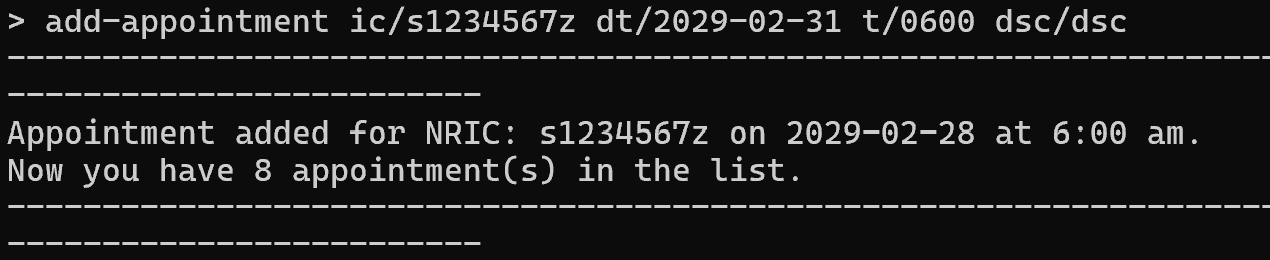 > add-appointment ic/s1234567z dt/2029-02-31 t/0600 dsc/dsc
--------------------------------------------------------------------
-------------------------
Appointment added for NRIC: s1234567z on 2029-02-28 at 6:00 am.
Now you have 8 appointment(s) in the list.
--------------------------------------------------------------------
-------------------------